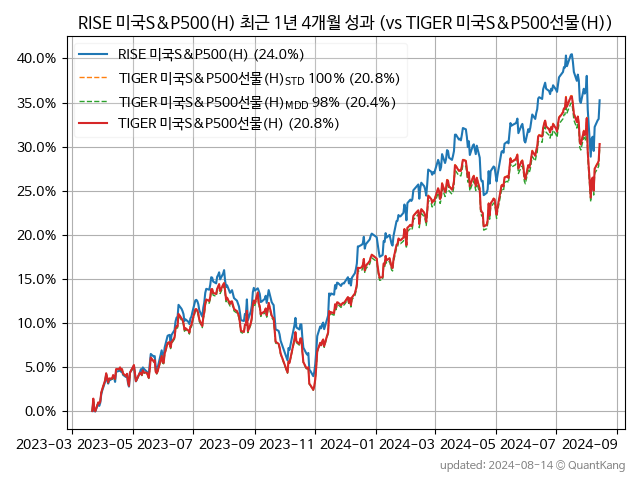 RISE 미국S&P500(H) 최근 1년 4개월 성과 (vs TIGER 미국S&P500선물(H))
RISE 미국S&P500(H) (24.0%)
TIGER 미국S&P500선물(H)STD 100% (20.8%)
TIGER 미국S&P500선물(H)MDD 98% (20.4%)
TIGER 미국S&P500선물(H) (20.8%)
40.0%
35.0%
30.0%
25.0%
20.0%
15.0%
10.0%
5.0%
0.0%
2023-03 2023-05 2023-07 2023-09 2023-11 2024-01 2024-03 2024-05 2024-07 2024-09
updated: 2024-08-14 © QuantKang